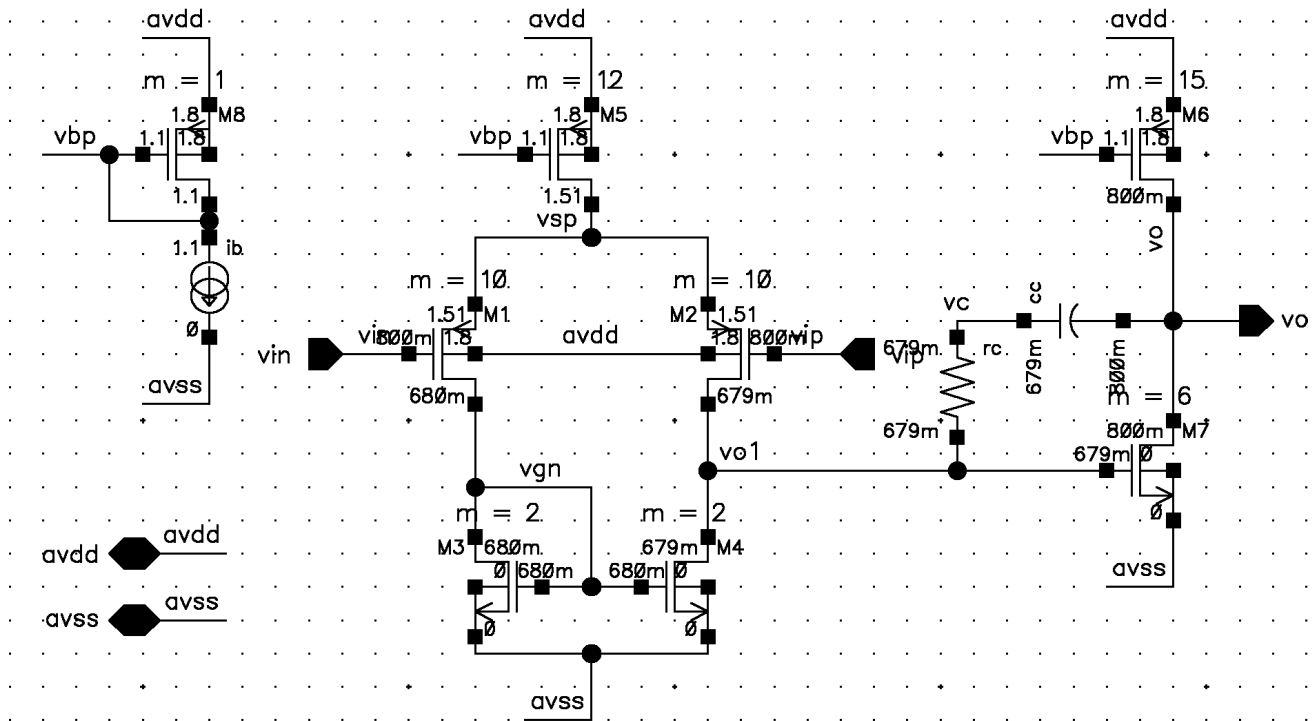 avdd avdd avdd
m = 1 m = 12 m = 15
1.8 M8 1.8 M5 1.8 M6
vbp 1.1 1.8 vbp 1.1 1.8 vbp 1.1 1.8
1.1 1.51 800m
vsp
1.1 ib vo
m = 10 m = 10
0 1.51 M1 M2 1.51 vc cc vo
vin vin 800m 1.8 avdd 1.8 800m vip vip 679m rc
avss 680m 679m 679m 800m m = 6
679m 800m M7
vgn vo1 679m 0
m = 2 m = 2 0
avdd avdd M3 680m 679m M4
0 680m 680m 0 avss
avss avss 0 0
avss